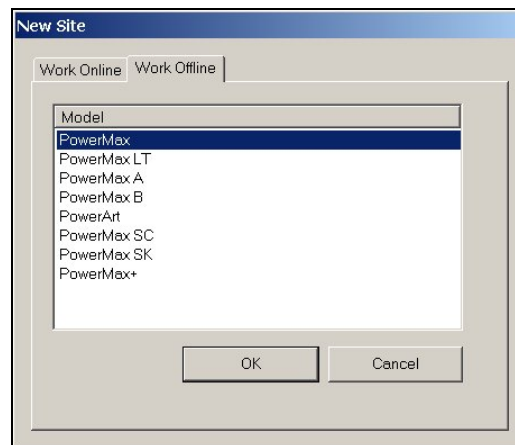 New Site
Work Online Work Offline
Model
PowerMax
PowerMax LT
PowerMax A
PowerMax B
PowerArt
PowerMax SC
PowerMax SK
PowerMax+
OK Cancel